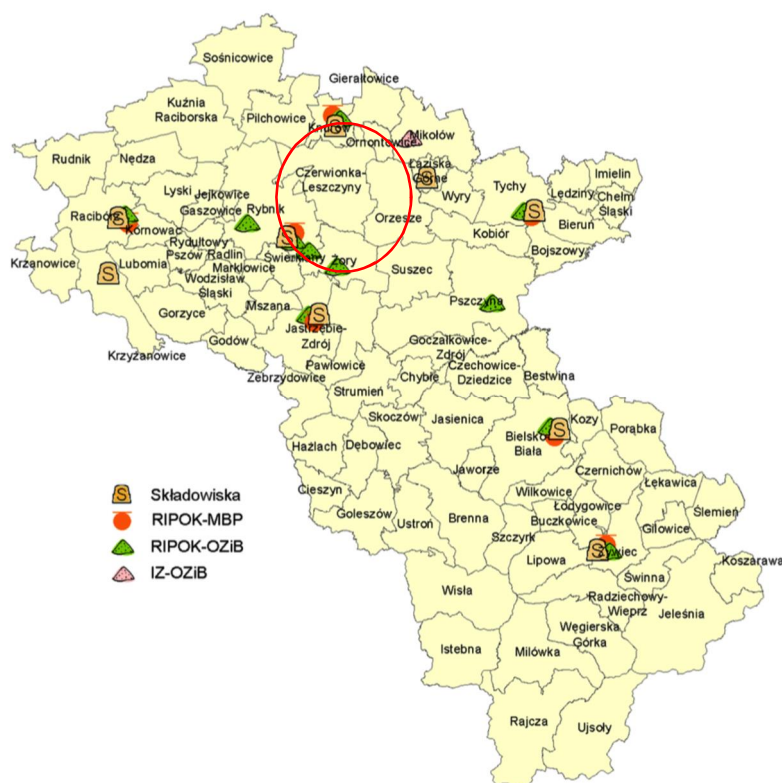 Sośnicowice
Gierałtowice
Kuźnia
Raciborska
Pilchowice
Knurów
Ornontowice
Mikołów
Rudnik
Nędza
Czerwionka-
Leszczyny
Łaziska
Górne
Imielin
Lyski
Jejkowice
Wyry
Tychy
Lędziny
Chełm
Śląski
Gaszowice
Rybnik
Racibórz
Kornowac
Orzesze
Bieruń
Kobiór
Rydułtowy
Bojszowy
Krzanowice
Lubomia
Pszów
Radlin
Świerklany
Żory
Suszec
Marklowice
Wodzisław
Śląski
Mszana
Pszczyna
Gorzyce
Jastrzębie-
Zdrój
Godów
Goczałkowice-
Zdrój
Krzyżanowice
Pawłowice
Czechowice-
Dziedzice
Zebrzydowice
Chybie
Bestwina
Strumień
Skoczów
Jasienica
Kozy
Porąbka
Hażlach
Dębowiec
Bielsko-
Biała
Jaworze
Czernichów
Łękawica
Cieszyn
Wilkowice
Goleszów
Ustroń
Brenna
Łodygowice
Buczkowice
Gilowice
Ślemień
Szczyrk
Lipowa
Żywiec
Koszarawa
Świnna
Wisła
Radziechowy-
Wieprz
Jeleśnia
Węgierska
Górka
Istebna
Milówka
Rajcza
Ujsoły
S Składowiska
RIPOK-MBP
RIPOK-OZiB
IZ-OZiB